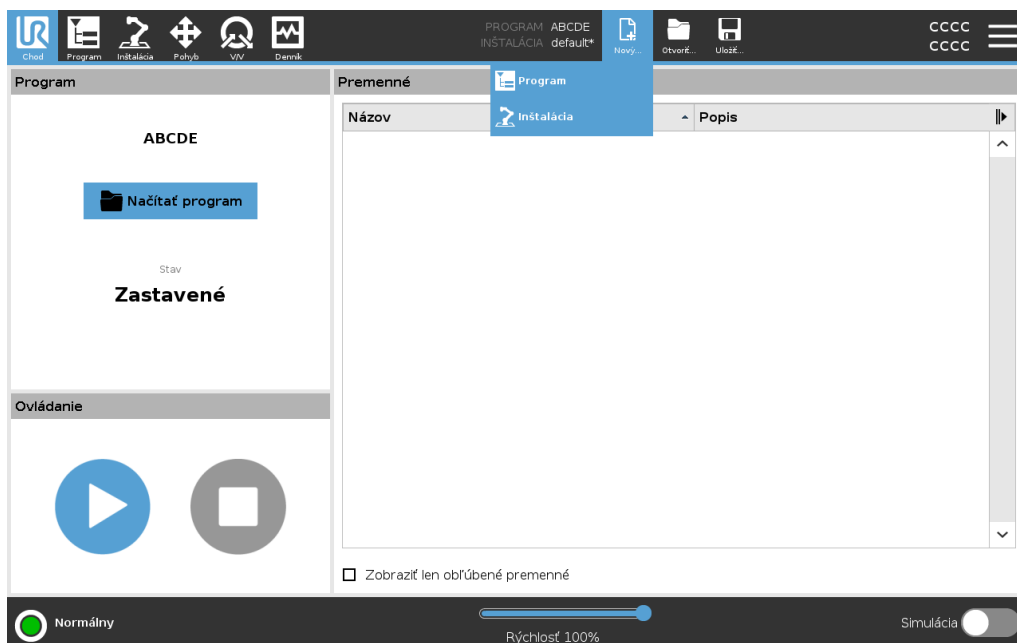 UR
Chod
Program
Inštalácia
Pohyb
V/V
Denník
PROGRAM ABCDE
INŠTALÁCIA default*
Nový...
Otvoriť...
Uložiť...
CCCC
CCCC
Program
Inštalácia
Program
ABCDE
Načítať program
Stav
Zastavené
Ovládanie
Premenné
Názov
Popis
Zobraziť len obľúbené premenné
Normálny
Rýchlosť 100%
Simulácia